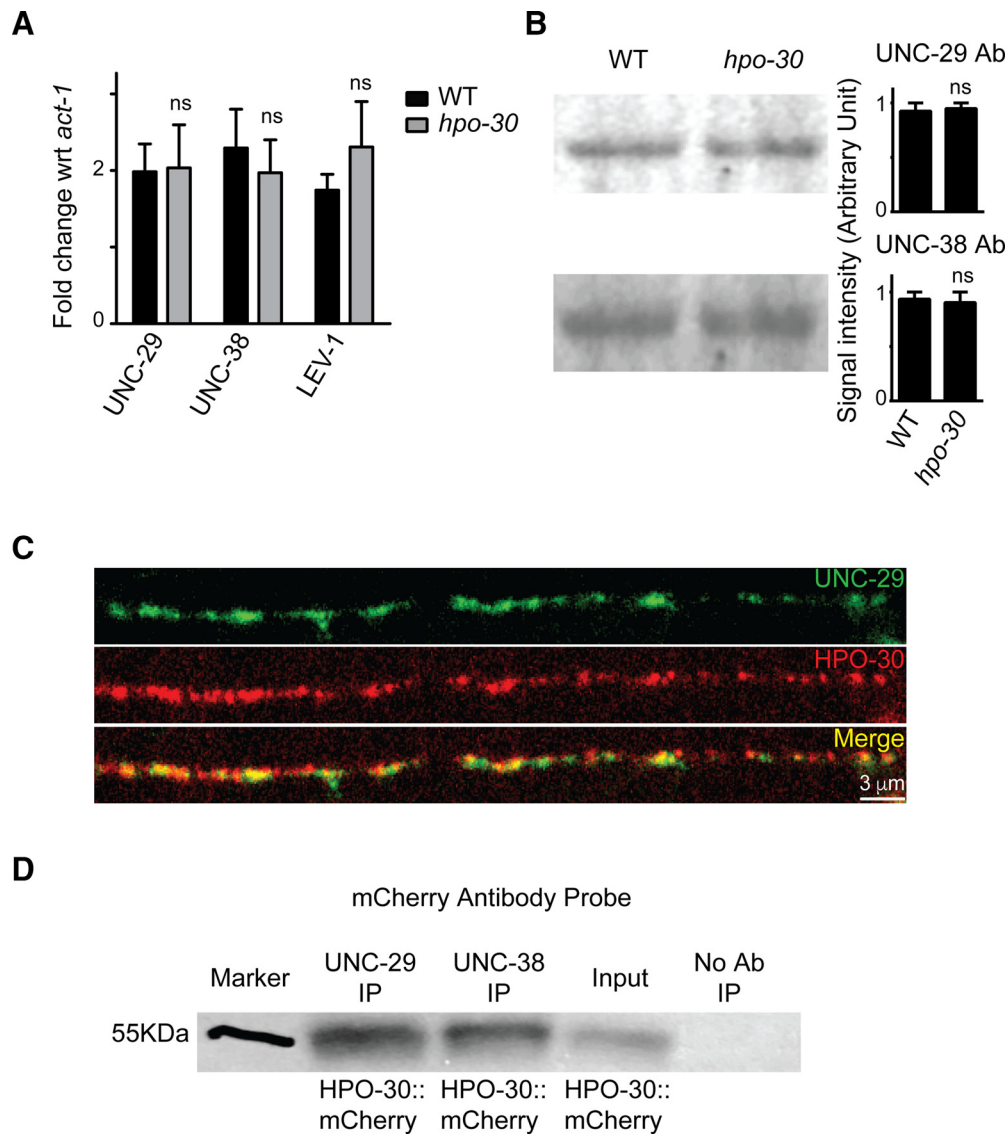 A
Fold change wrt act-1
2
0
ns
ns
ns
WT
hpo-30
UNC-29
UNC-38
LEV-1
B
WT hpo-30
Signal intensity (Arbitrary Unit)
UNC-29 Ab
ns
1
0
UNC-38 Ab
ns
1
0
WT
hpo-30
C
UNC-29
HPO-30
Merge
3 μm
D
mCherry Antibody Probe
Marker
UNC-29
IP
UNC-38
IP
Input
No Ab
IP
55KDa
HPO-30::
mCherry
HPO-30::
mCherry
HPO-30::
mCherry